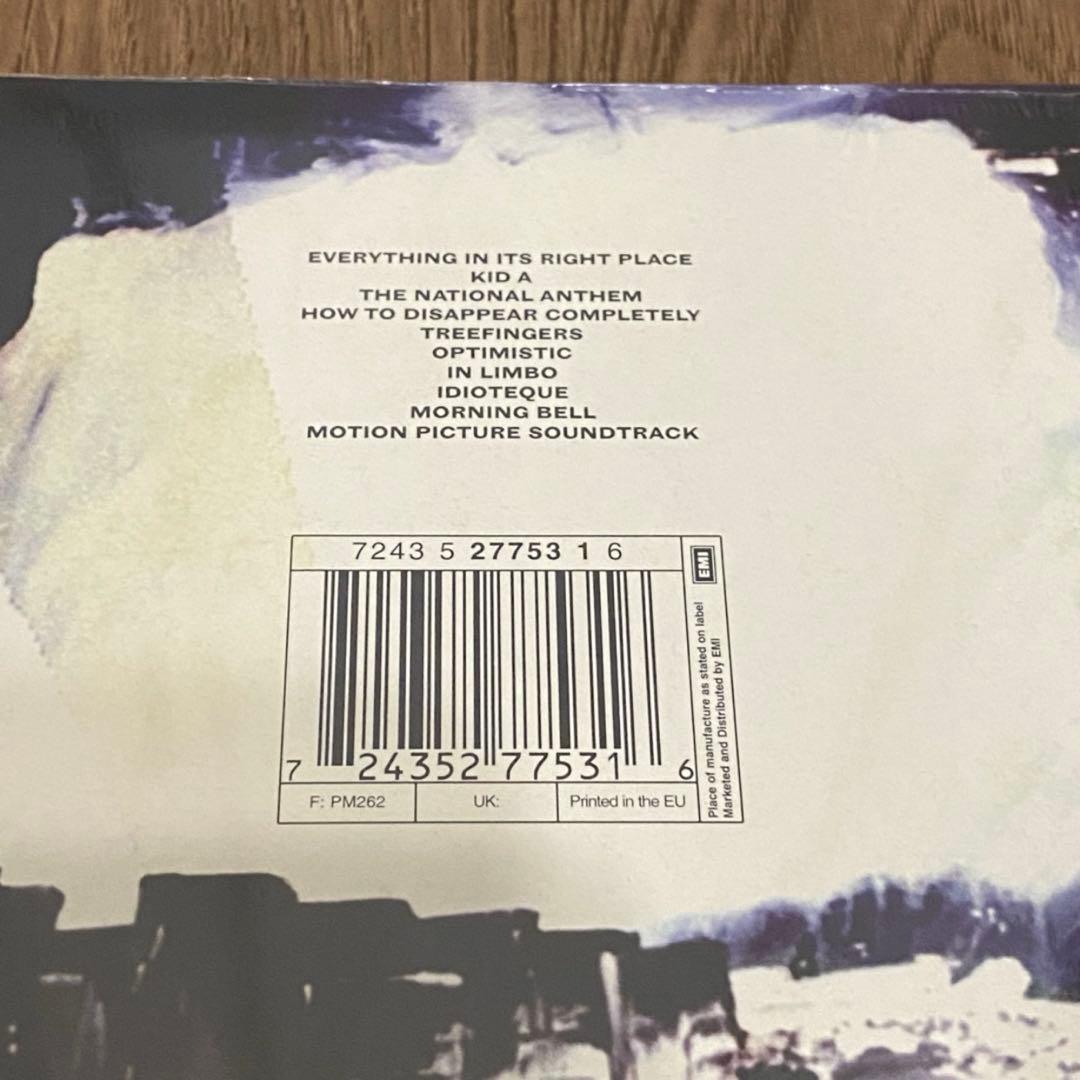 EVERYTHING IN ITS RIGHT PLACE
KID A
THE NATIONAL ANTHEM
HOW TO DISAPPEAR COMPLETELY
TREEFINGERS
OPTIMISTIC
IN LIMBO
IDIOTEQUE
MORNING BELL
MOTION PICTURE SOUNDTRACK
7243 5 27753 1 6
EMI
Place of manufacture as stated on label
Marketed and Distributed by EMI
7 24352 77531 6
F: PM262
UK:
Printed in the EU